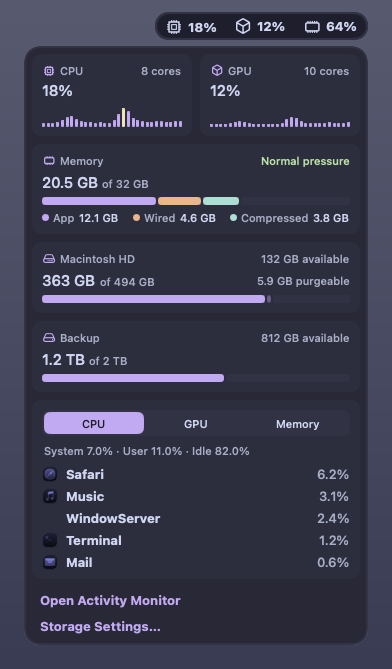 18% 12% 64%
CPU 8 cores
18%
GPU 10 cores
12%
Memory Normal pressure
20.5 GB of 32 GB
App 12.1 GB Wired 4.6 GB Compressed 3.8 GB
Macintosh HD 132 GB available
363 GB of 494 GB 5.9 GB purgeable
Backup 812 GB available
1.2 TB of 2 TB
CPU GPU Memory
System 7.0% · User 11.0% · Idle 82.0%
Safari 6.2%
Music 3.1%
WindowServer 2.4%
Terminal 1.2%
Mail 0.6%
Open Activity Monitor
Storage Settings...